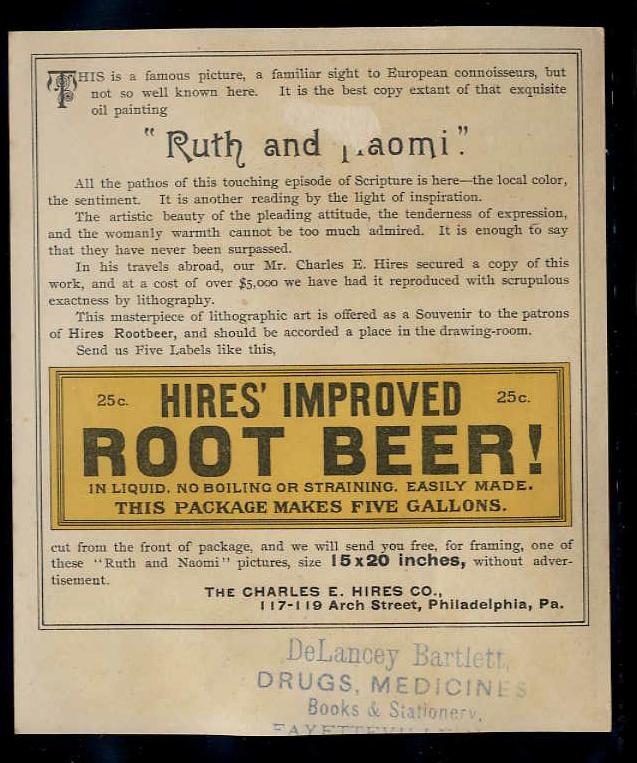 THIS is a famous picture, a familiar sight to European connoisseurs, but
not so well known here. It is the best copy extant of that exquisite
oil painting
"Ruth and Naomi".
All the pathos of this touching episode of Scripture is here—the local color,
the sentiment. It is another reading by the light of inspiration.
The artistic beauty of the pleading attitude, the tenderness of expression,
and the womanly warmth cannot be too much admired. It is enough to say
that they have never been surpassed.
In his travels abroad, our Mr. Charles E. Hires secured a copy of this
work, and at a cost of over $5,000 we have had it reproduced with scrupulous
exactness by lithography.
This masterpiece of lithographic art is offered as a Souvenir to the patrons
of Hires Rootbeer, and should be accorded a place in the drawing-room.
Send us Five Labels like this,
25c. HIRES' IMPROVED 25c.
ROOT BEER!
IN LIQUID. NO BOILING OR STRAINING. EASILY MADE.
THIS PACKAGE MAKES FIVE GALLONS.
cut from the front of package, and we will send you free, for framing, one of
these "Ruth and Naomi" pictures, size 15x20 inches, without adver-
tisement.
THE CHARLES E. HIRES CO.,
117-119 Arch Street, Philadelphia, Pa.
DeLancey Bartlett,
DRUGS, MEDICINES
Books & Stationery,
FAYETTEVILLE